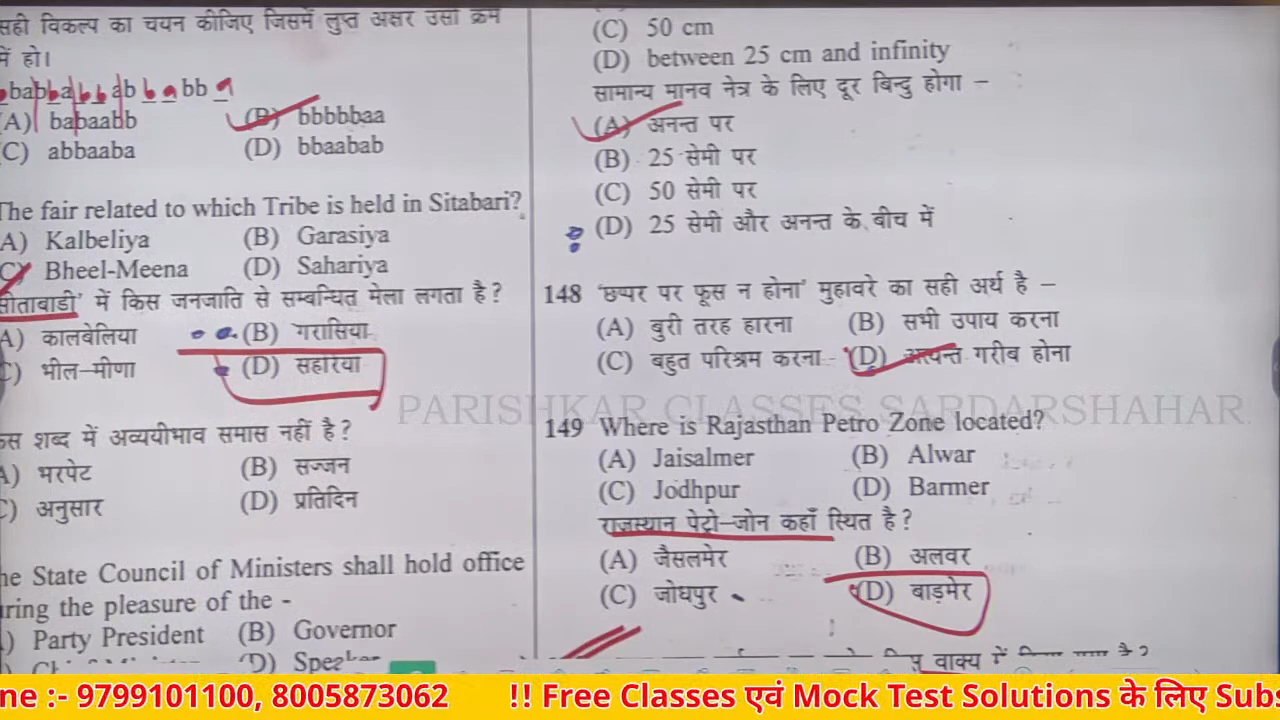 सही विकल्प का चयन कीजिए जिसमें लुप्त अक्षर उसी क्रम
में हो।
(A) babaabb (B) bbbbbaa
(C) abbaaba (D) bbaabab
The fair related to which Tribe is held in Sitabari?
(A) Kalbeliya (B) Garasiya
(C) Bheel-Meena (D) Sahariya
'सीताबाडी' में किस जनजाति से सम्बन्धित मेला लगता है?
(A) कालबेलिया (B) गरासिया
(C) भील-मीणा (D) सहरिया
किस शब्द में अव्ययीभाव समास नहीं है?
(A) भरपेट (B) सज्जन
(C) अनुसार (D) प्रतिदिन
The State Council of Ministers shall hold office
during the pleasure of the -
(A) Party President (B) Governor
(D) Speaker
(C) 50 cm
(D) between 25 cm and infinity
सामान्य मानव नेत्र के लिए दूर बिन्दु होगा –
(A) अनन्त पर
(B) 25 सेमी पर
(C) 50 सेमी पर
(D) 25 सेमी और अनन्त के बीच में
148 'छप्पर पर फूस न होना' मुहावरे का सही अर्थ है –
(A) बुरी तरह हारना (B) सभी उपाय करना
(C) बहुत परिश्रम करना (D) अत्यन्त गरीब होना
PARISHKAR CLASSES SARDARSHAHAR
149 Where is Rajasthan Petro Zone located?
(A) Jaisalmer (B) Alwar
(C) Jodhpur (D) Barmer
राजस्थान पेट्रो-जोन कहाँ स्थित है?
(A) जैसलमेर (B) अलवर
(C) जोधपुर (D) बाड़मेर
ne :- 9799101100, 8005873062 !! Free Classes एवं Mock Test Solutions के लिए Subs